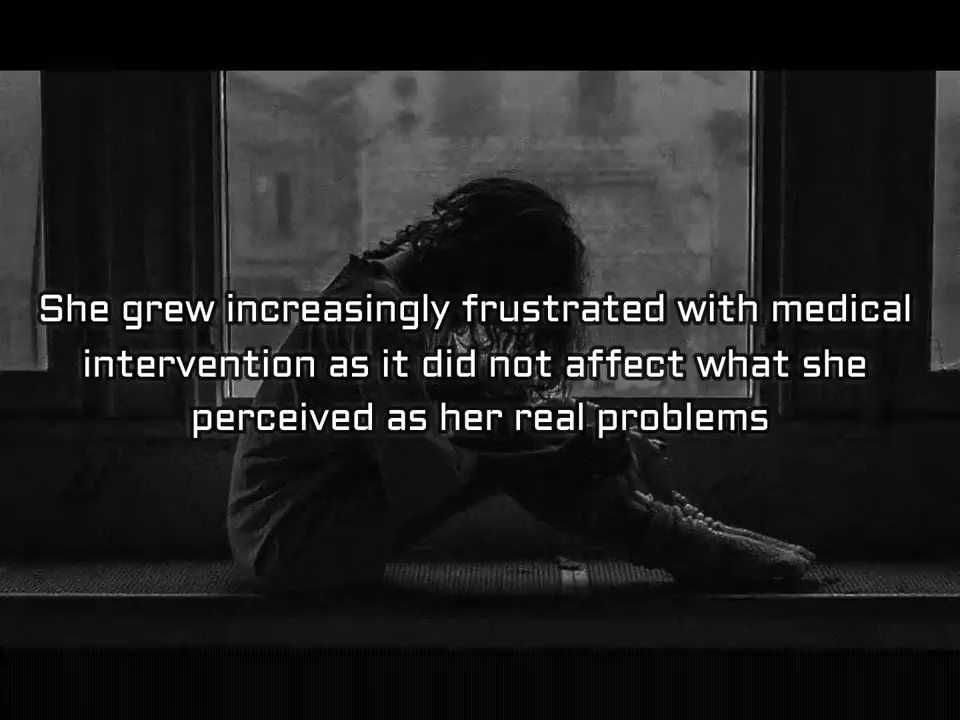 She grew increasingly frustrated with medical
intervention as it did not affect what she
perceived as her real problems